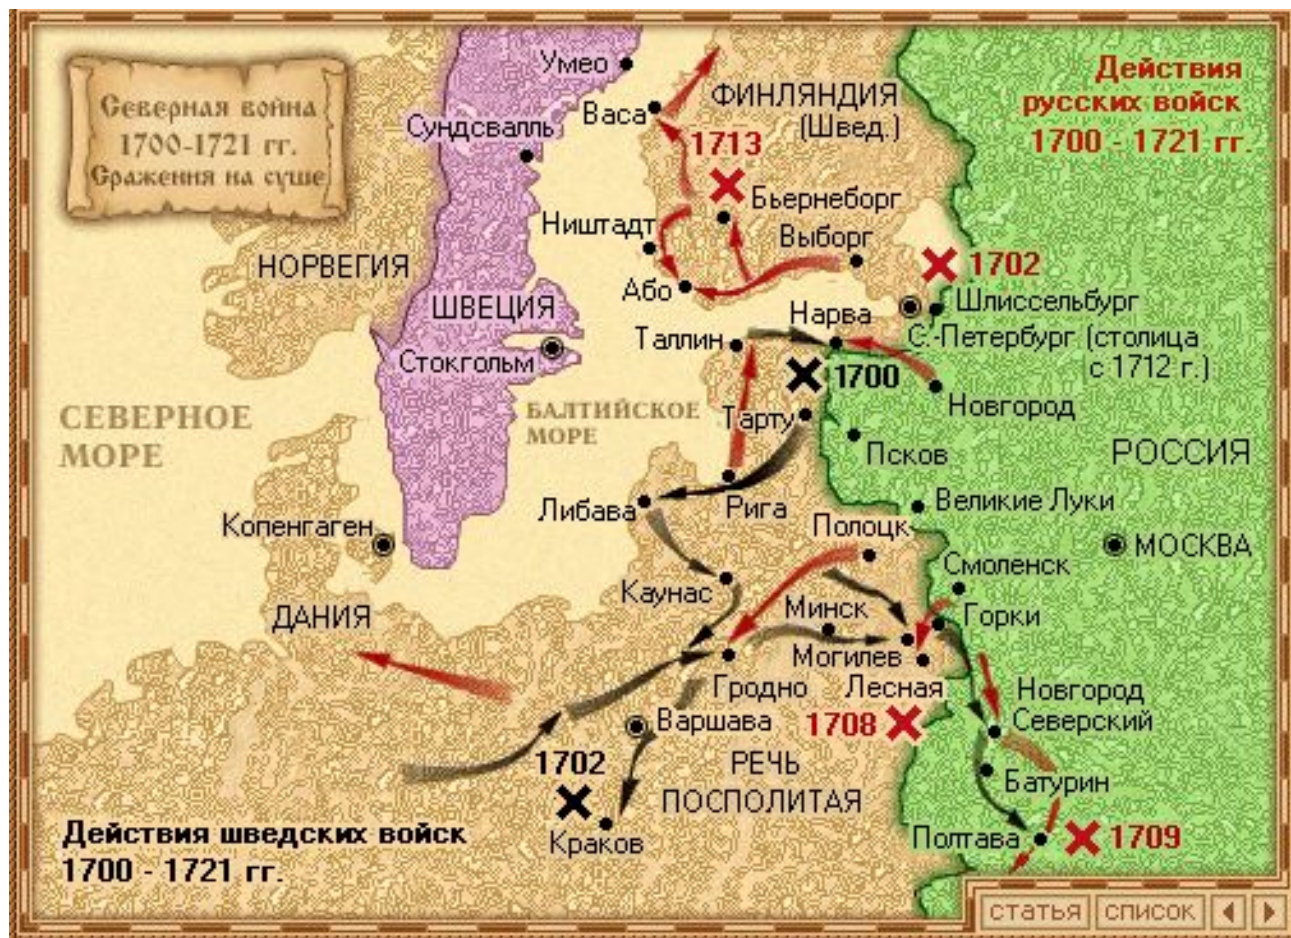 Северная война
1700-1721 гг.
Сражения на суше
Действия
русских войск
1700 - 1721 гг.
Умео
Васа
ФИНЛЯНДИЯ
(Швед.)
Сундсвалль
1713
Бьернеборг
Ништадт
Выборг
НОРВЕГИЯ
1702
Або
ШВЕЦИЯ
Шлиссельбург
Нарва
Таллин
С.-Петербург (столица
с 1712 г.)
Стокгольм
1700
СЕВЕРНОЕ
МОРЕ
БАЛТИЙСКОЕ
МОРЕ
Тарту
Новгород
Псков
РОССИЯ
Либава
Рига
Великие Луки
Копенгаген
Полоцк
МОСКВА
Смоленск
Каунас
Минск
Горки
ДАНИЯ
Могилев
Гродно
Лесная
Новгород
Северский
Варшава
1708
1702
РЕЧЬ
ПОСПОЛИТАЯ
Батурин
Краков
Полтава
1709
Действия шведских войск
1700 - 1721 гг.
статья
список